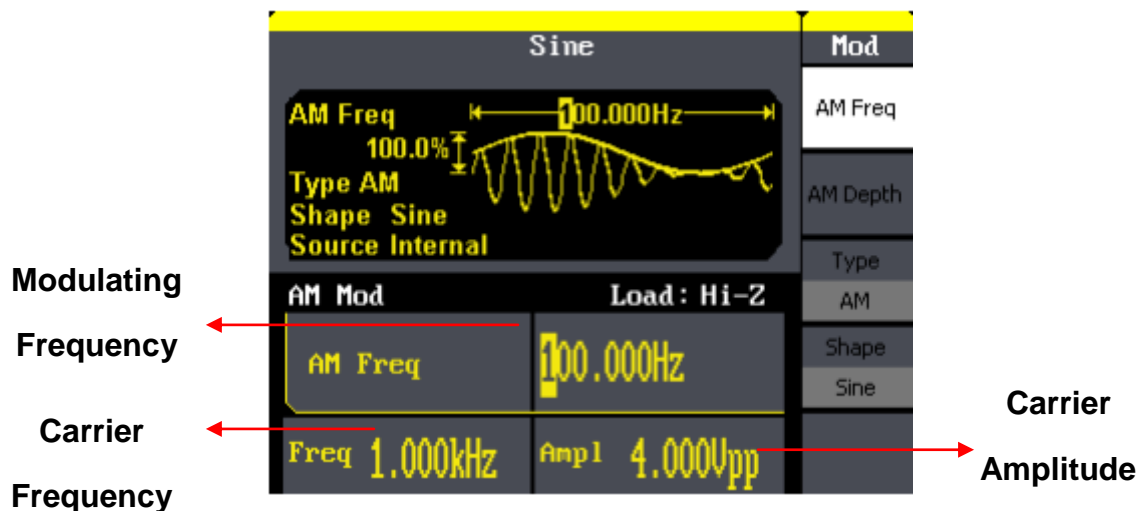 Sine
Mod
AM Freq
100.000Hz
AM Freq
100.0%
Type AM
AM Depth
Shape Sine
Source Internal
Type
Modulating
Frequency
AM Mod
Load: Hi-Z
AM
AM Freq
100.000Hz
Shape
Sine
Carrier
Frequency
Freq 1.000kHz
Ampl 4.000Vpp
Carrier
Amplitude